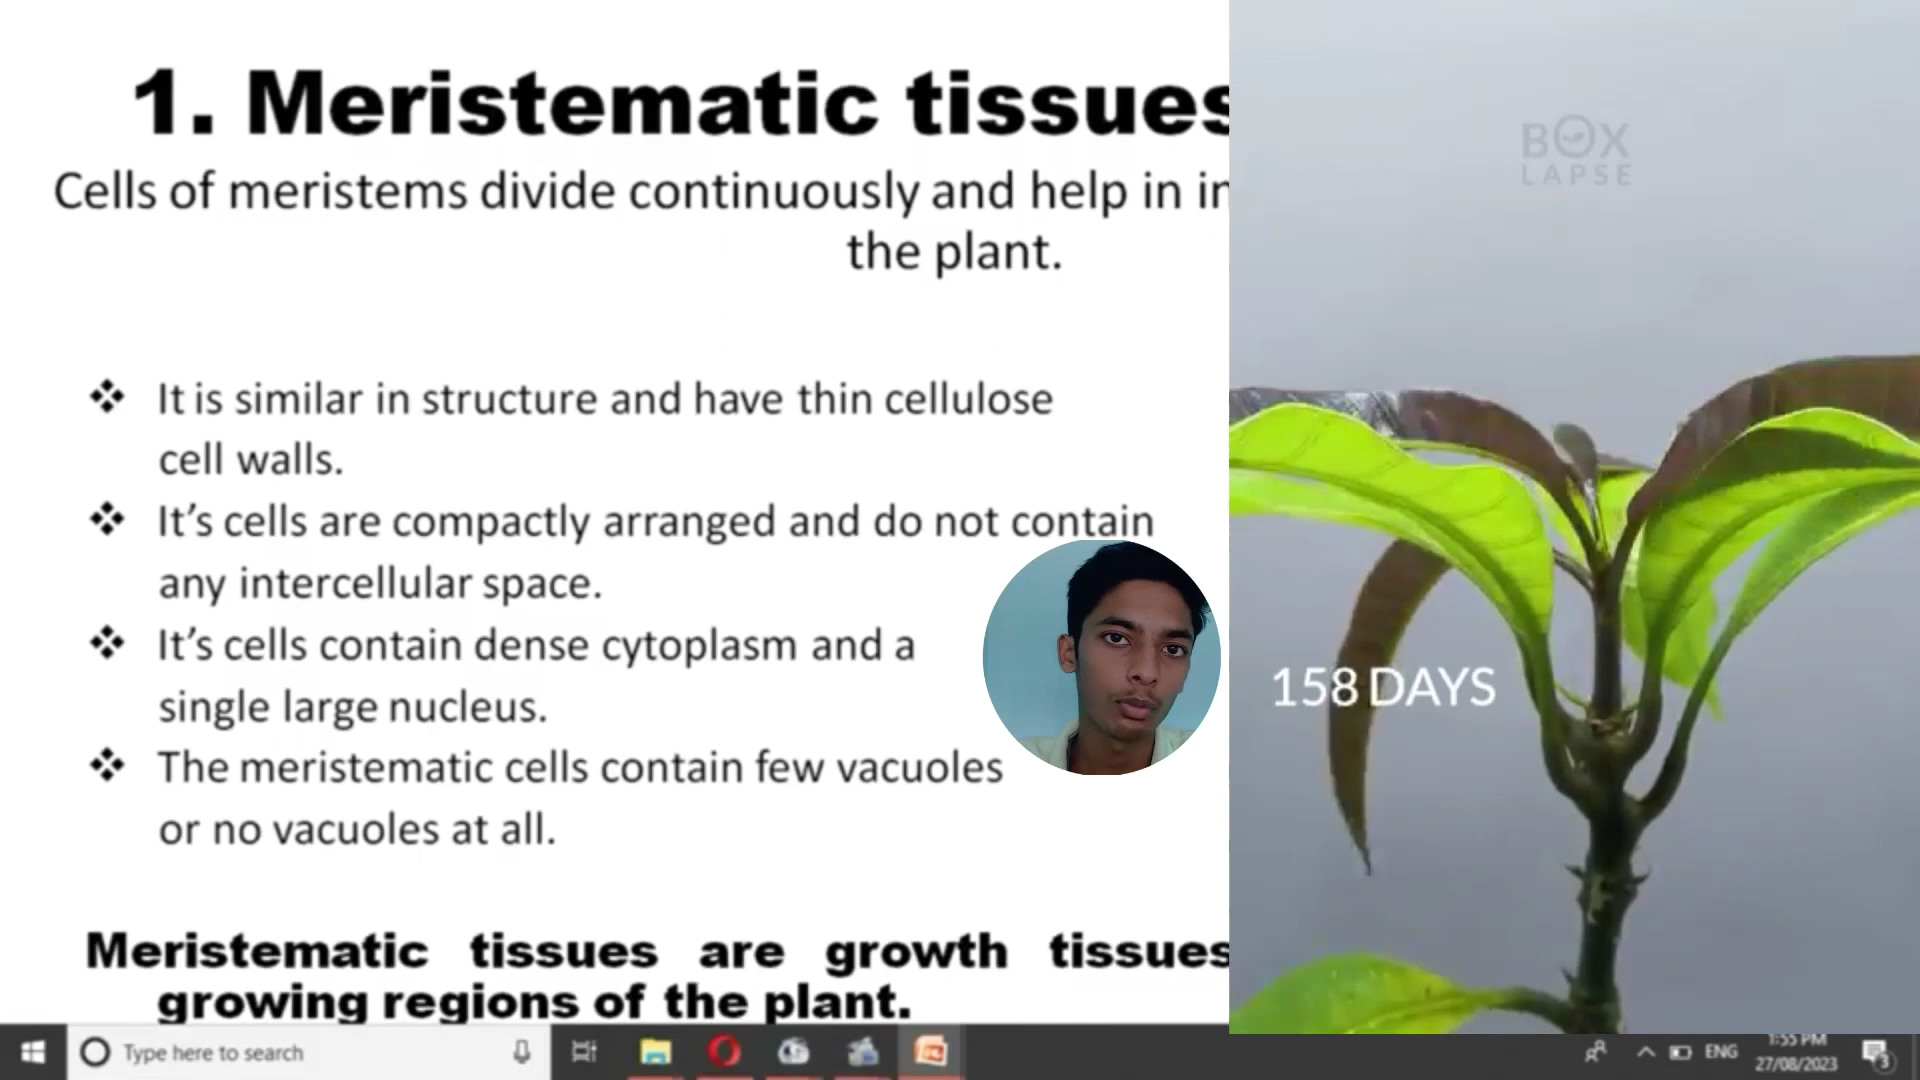 1. Meristematic tissues
Cells of meristems divide continuously and help in
the plant.
❖ It is similar in structure and have thin cellulose
cell walls.
❖ It’s cells are compactly arranged and do not contain
any intercellular space.
❖ It’s cells contain dense cytoplasm and a
single large nucleus.
❖ The meristematic cells contain few vacuoles
or no vacuoles at all.
Meristematic tissues are growth tissues
growing regions of the plant.
BOX
LAPSE
158 DAYS
Type here to search
ENG
1:55 PM
27/08/2023
3